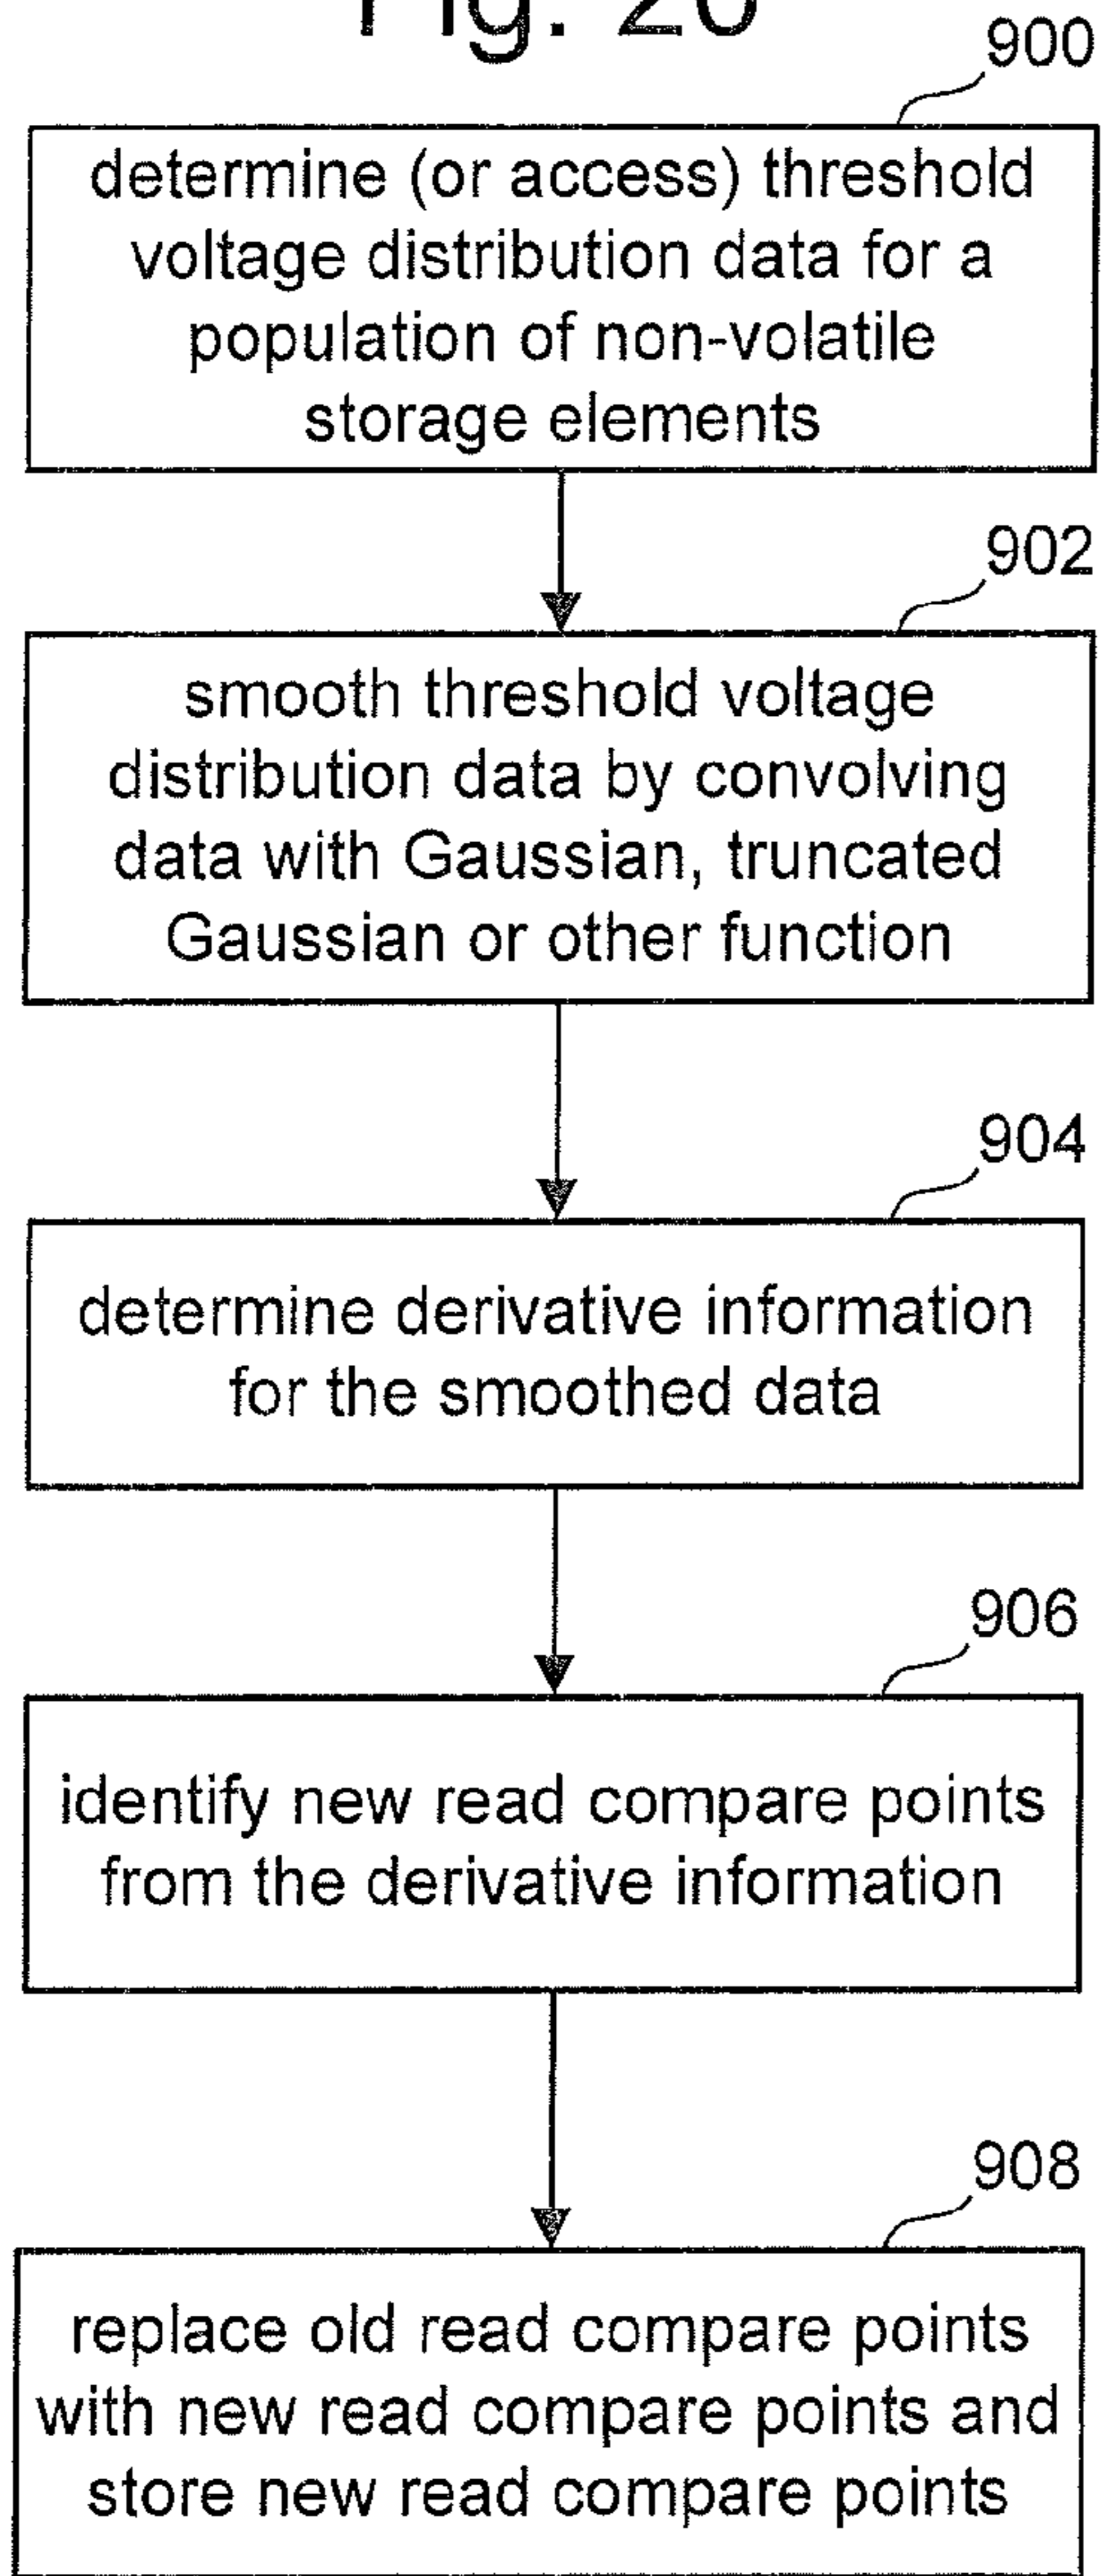 Fig. 20
900
determine (or access) threshold
voltage distribution data for a
population of non-volatile
storage elements
902
smooth threshold voltage
distribution data by convolving
data with Gaussian, truncated
Gaussian or other function
904
determine derivative information
for the smoothed data
906
identify new read compare points
from the derivative information
908
replace old read compare points
with new read compare points and
store new read compare points